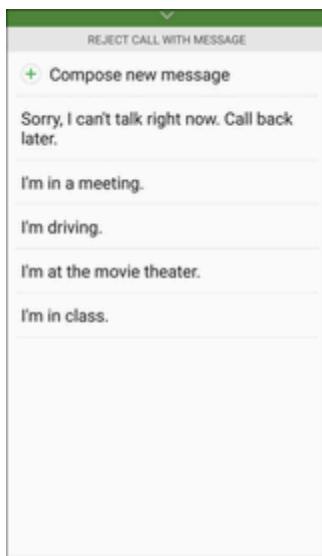 REJECT CALL WITH MESSAGE
Compose new message
Sorry, I can't talk right now. Call back
later.
I'm in a meeting.
I'm driving.
I'm at the movie theater.
I'm in class.